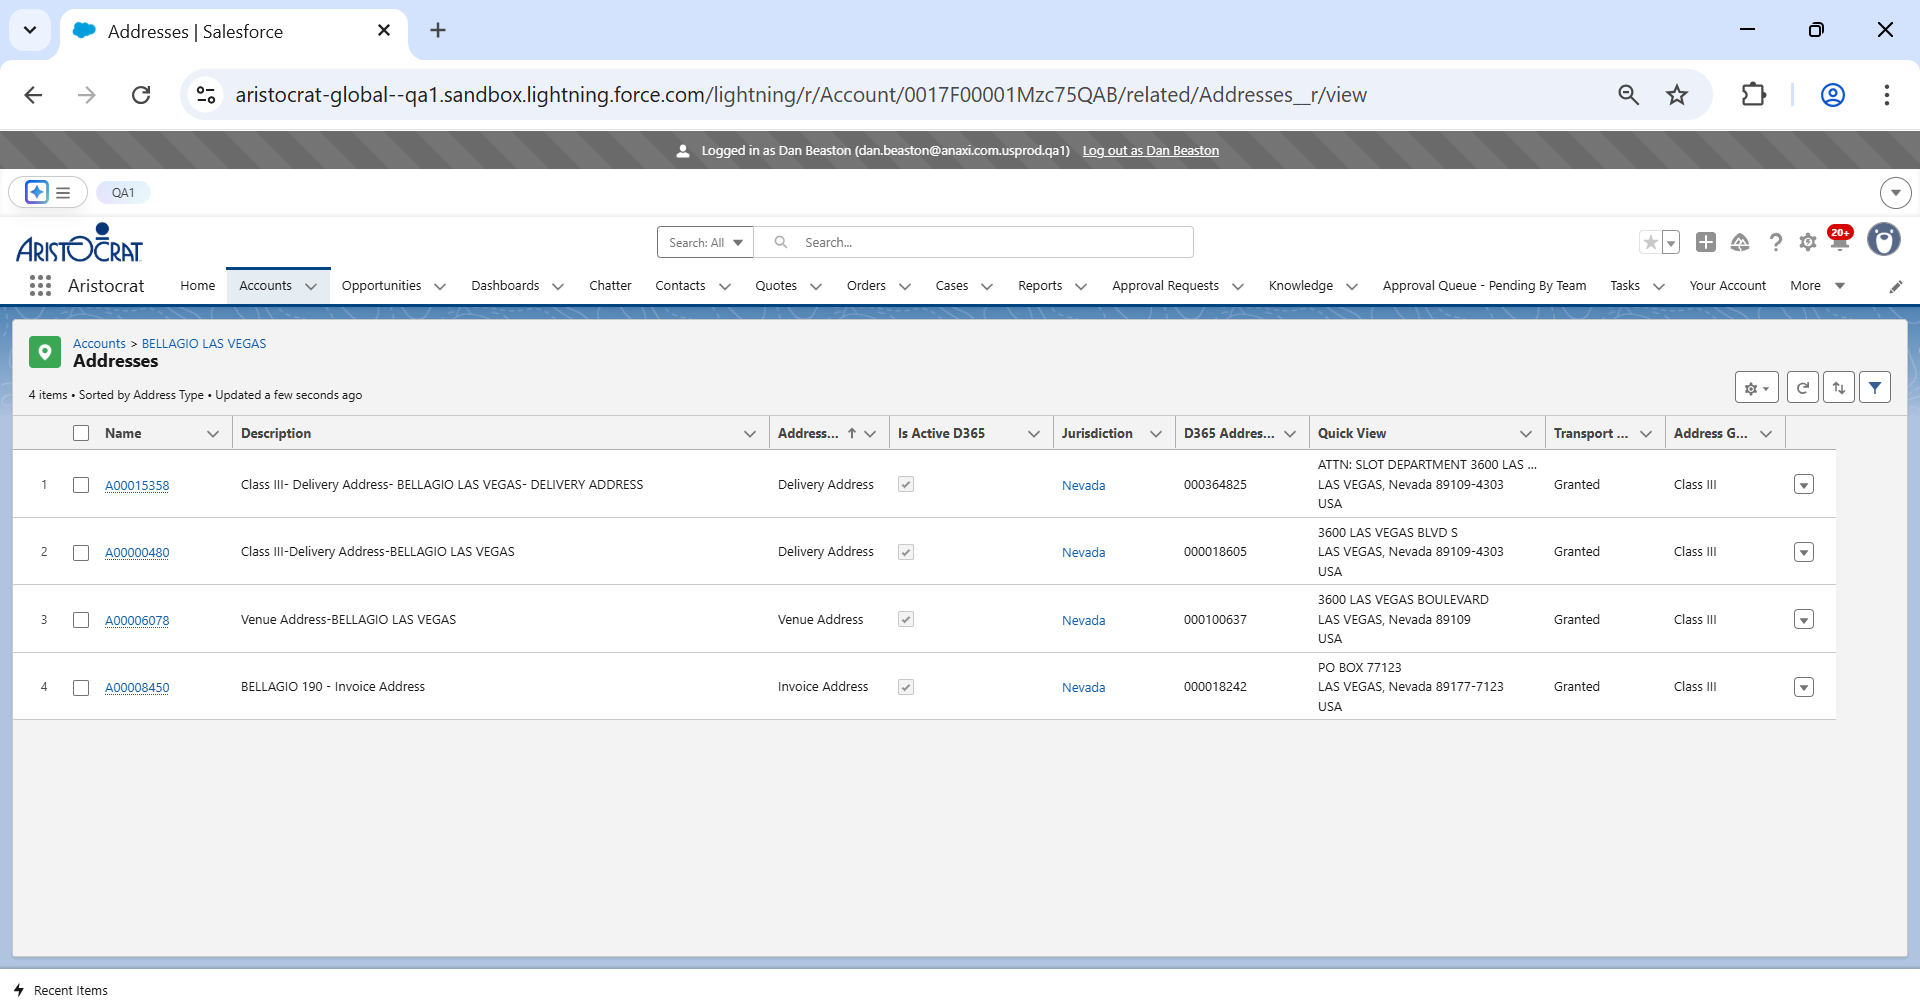 Addresses | Salesforce
aristocrat-global--qa1.sandbox.lightning.force.com/lightning/r/Account/0017F00001Mzc75QAB/related/Addresses__r/view
Logged in as Dan Beaston (dan.beaston@anaxi.com.usprod.qa1) Log out as Dan Beaston
QA1
ARISTOCRAT
Search: All
Search...
20+
Aristocrat Home Accounts Opportunities Dashboards Chatter Contacts Quotes Orders Cases Reports Approval Requests Knowledge Approval Queue - Pending By Team Tasks Your Account More
Accounts > BELLAGIO LAS VEGAS
Addresses
4 items • Sorted by Address Type • Updated a few seconds ago
Name Description Address... Is Active D365 Jurisdiction D365 Addres... Quick View Transport ... Address G...
1 A00015358 Class III- Delivery Address- BELLAGIO LAS VEGAS- DELIVERY ADDRESS Delivery Address Nevada 000364825 ATTN: SLOT DEPARTMENT 3600 LAS ...
LAS VEGAS, Nevada 89109-4303
USA
Granted Class III
2 A00000480 Class III-Delivery Address-BELLAGIO LAS VEGAS Delivery Address Nevada 000018605 3600 LAS VEGAS BLVD S
LAS VEGAS, Nevada 89109-4303
USA
Granted Class III
3 A00006078 Venue Address-BELLAGIO LAS VEGAS Venue Address Nevada 000100637 3600 LAS VEGAS BOULEVARD
LAS VEGAS, Nevada 89109
USA
Granted Class III
4 A00008450 BELLAGIO 190 - Invoice Address Invoice Address Nevada 000018242 PO BOX 77123
LAS VEGAS, Nevada 89177-7123
USA
Granted Class III
Recent Items